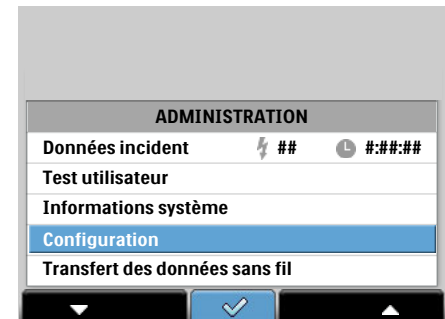 ADMINISTRATION
Données incident ## #:##:##
Test utilisateur
Informations système
Configuration
Transfert des données sans fil